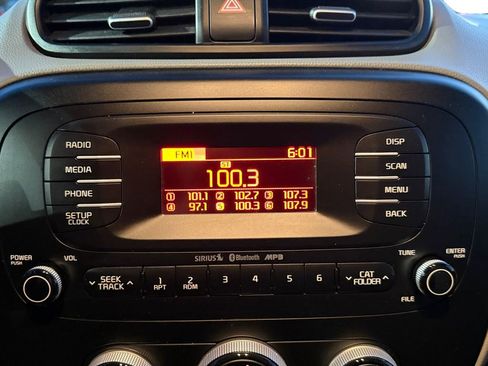 RADIO
MEDIA
PHONE
SETUP
CLOCK
FM1 6:01
100.3
① 101.1 ② 102.7 ③ 107.3
④ 97.1 ⑤ 100.3 ⑥ 107.9
DISP
SCAN
MENU
BACK
POWER
PUSH
VOL
SIRIUS Bluetooth MP3
TUNE
ENTER
PUSH
SEEK
TRACK
1
RPT
2
RDM
3
4
5
6
CAT
FOLDER
FILE